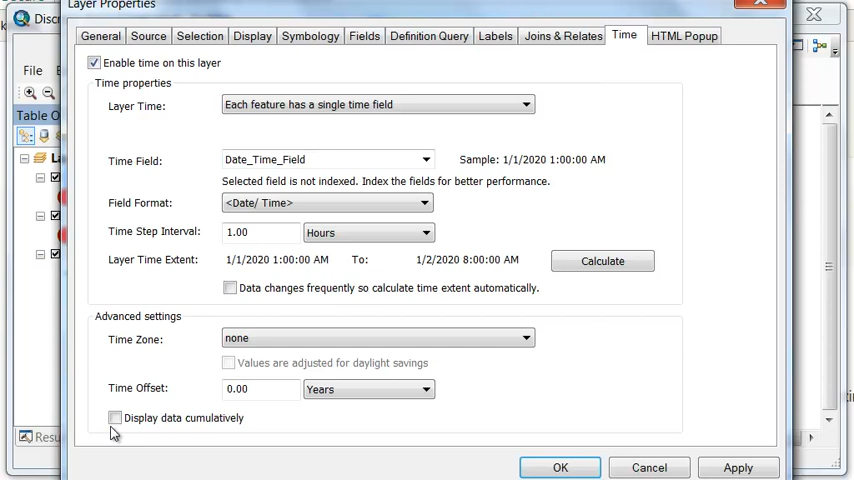 Layer Properties
Discr
General Source Selection Display Symbology Fields Definition Query Labels Joins & Relates Time HTML Popup
Enable time on this layer
File
Time properties
Layer Time: Each feature has a single time field
Table O
Time Field: Date_Time_Field Sample: 1/1/2020 1:00:00 AM
Selected field is not indexed. Index the fields for better performance.
Field Format: <Date/ Time>
Time Step Interval: 1.00 Hours
Layer Time Extent: 1/1/2020 1:00:00 AM To: 1/2/2020 8:00:00 AM Calculate
Data changes frequently so calculate time extent automatically.
Advanced settings
Time Zone: none
Values are adjusted for daylight savings
Time Offset: 0.00 Years
Display data cumulatively
Resu
OK Cancel Apply